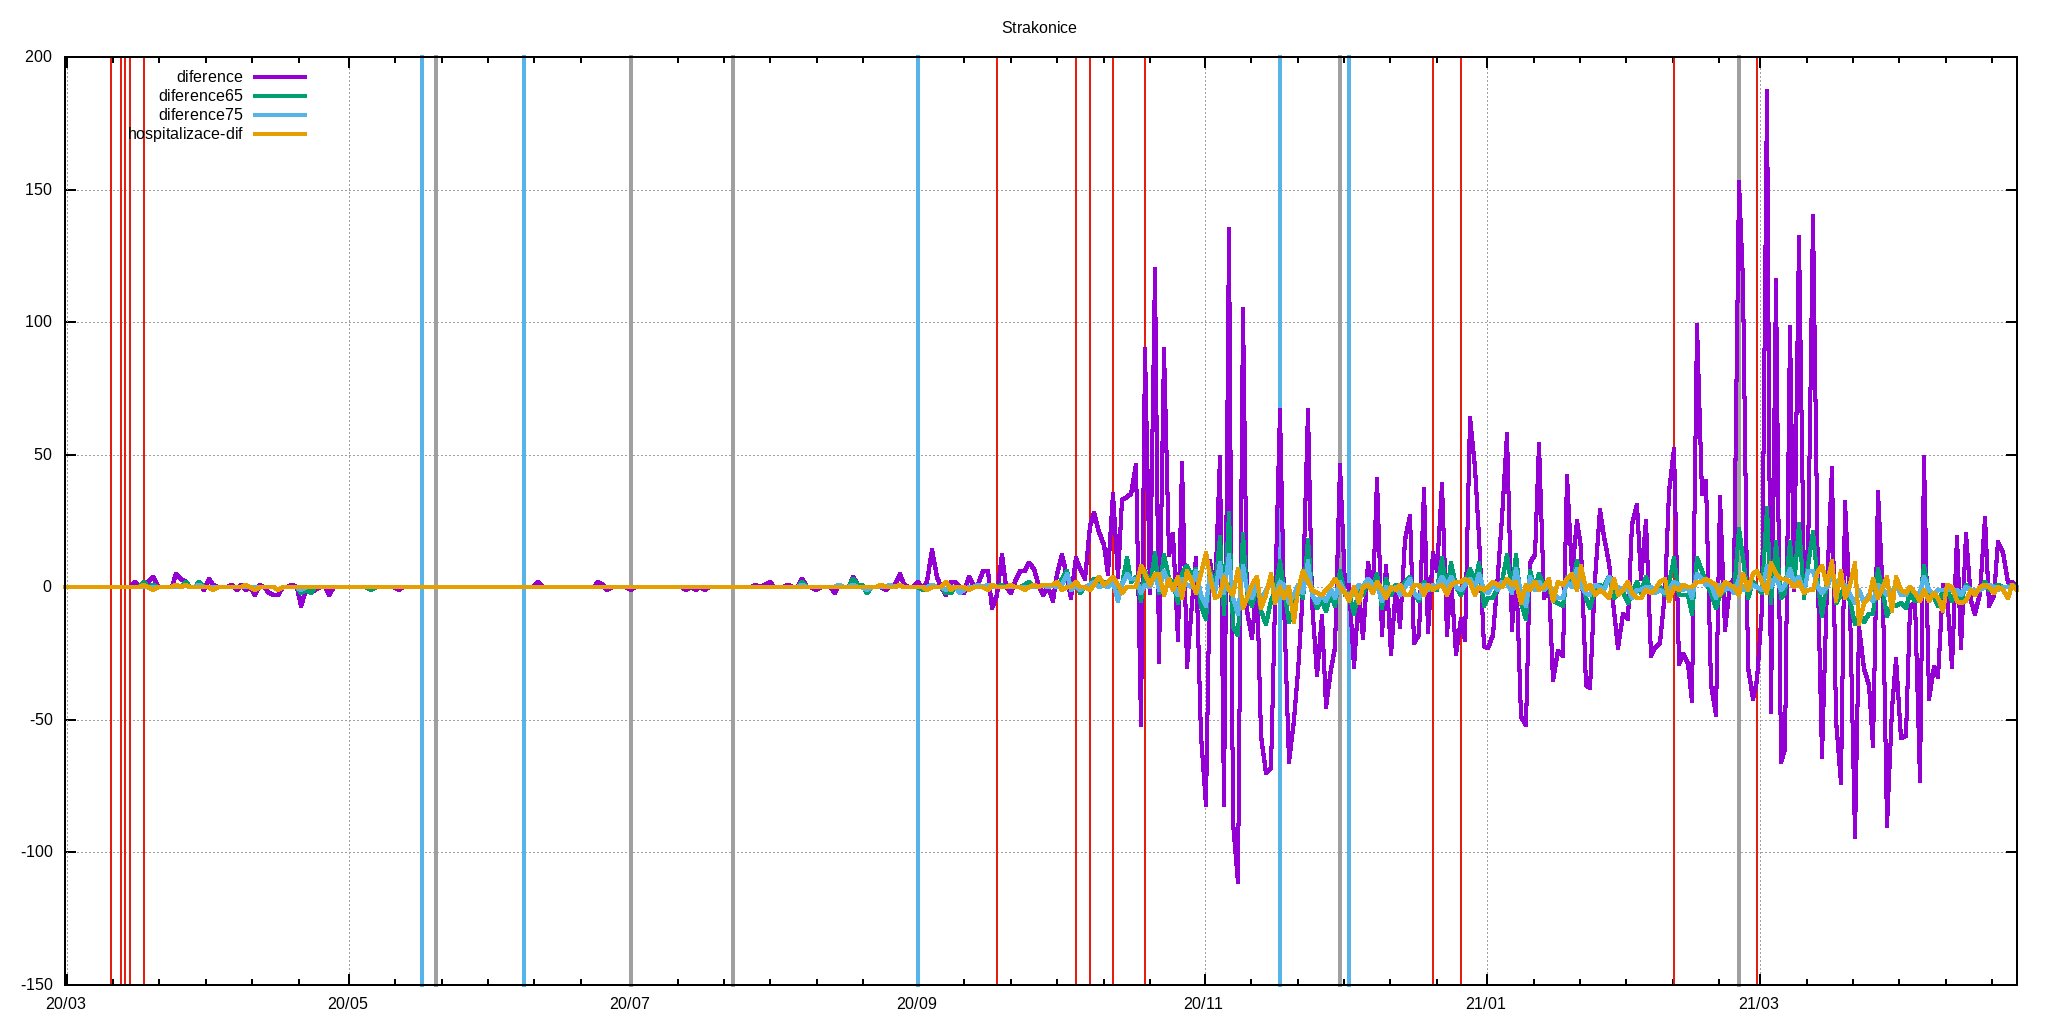 Strakonice
200
150
100
50
0
-50
-100
-150
diference
diference65
diference75
hospitalizace-dif
20/03 20/05 20/07 20/09 20/11 21/01 21/03